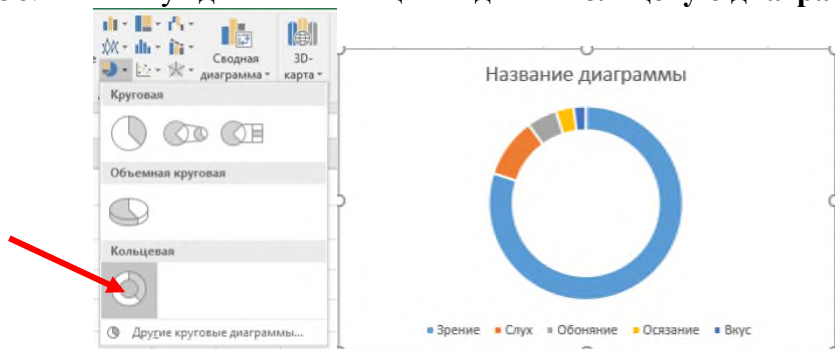 Сводная
диаграмма
3D-
карта
Круговая
Объемная круговая
Кольцевая
Другие круговые диаграммы...
Название диаграммы
Зрение Слух Обоняние Осязание Вкус